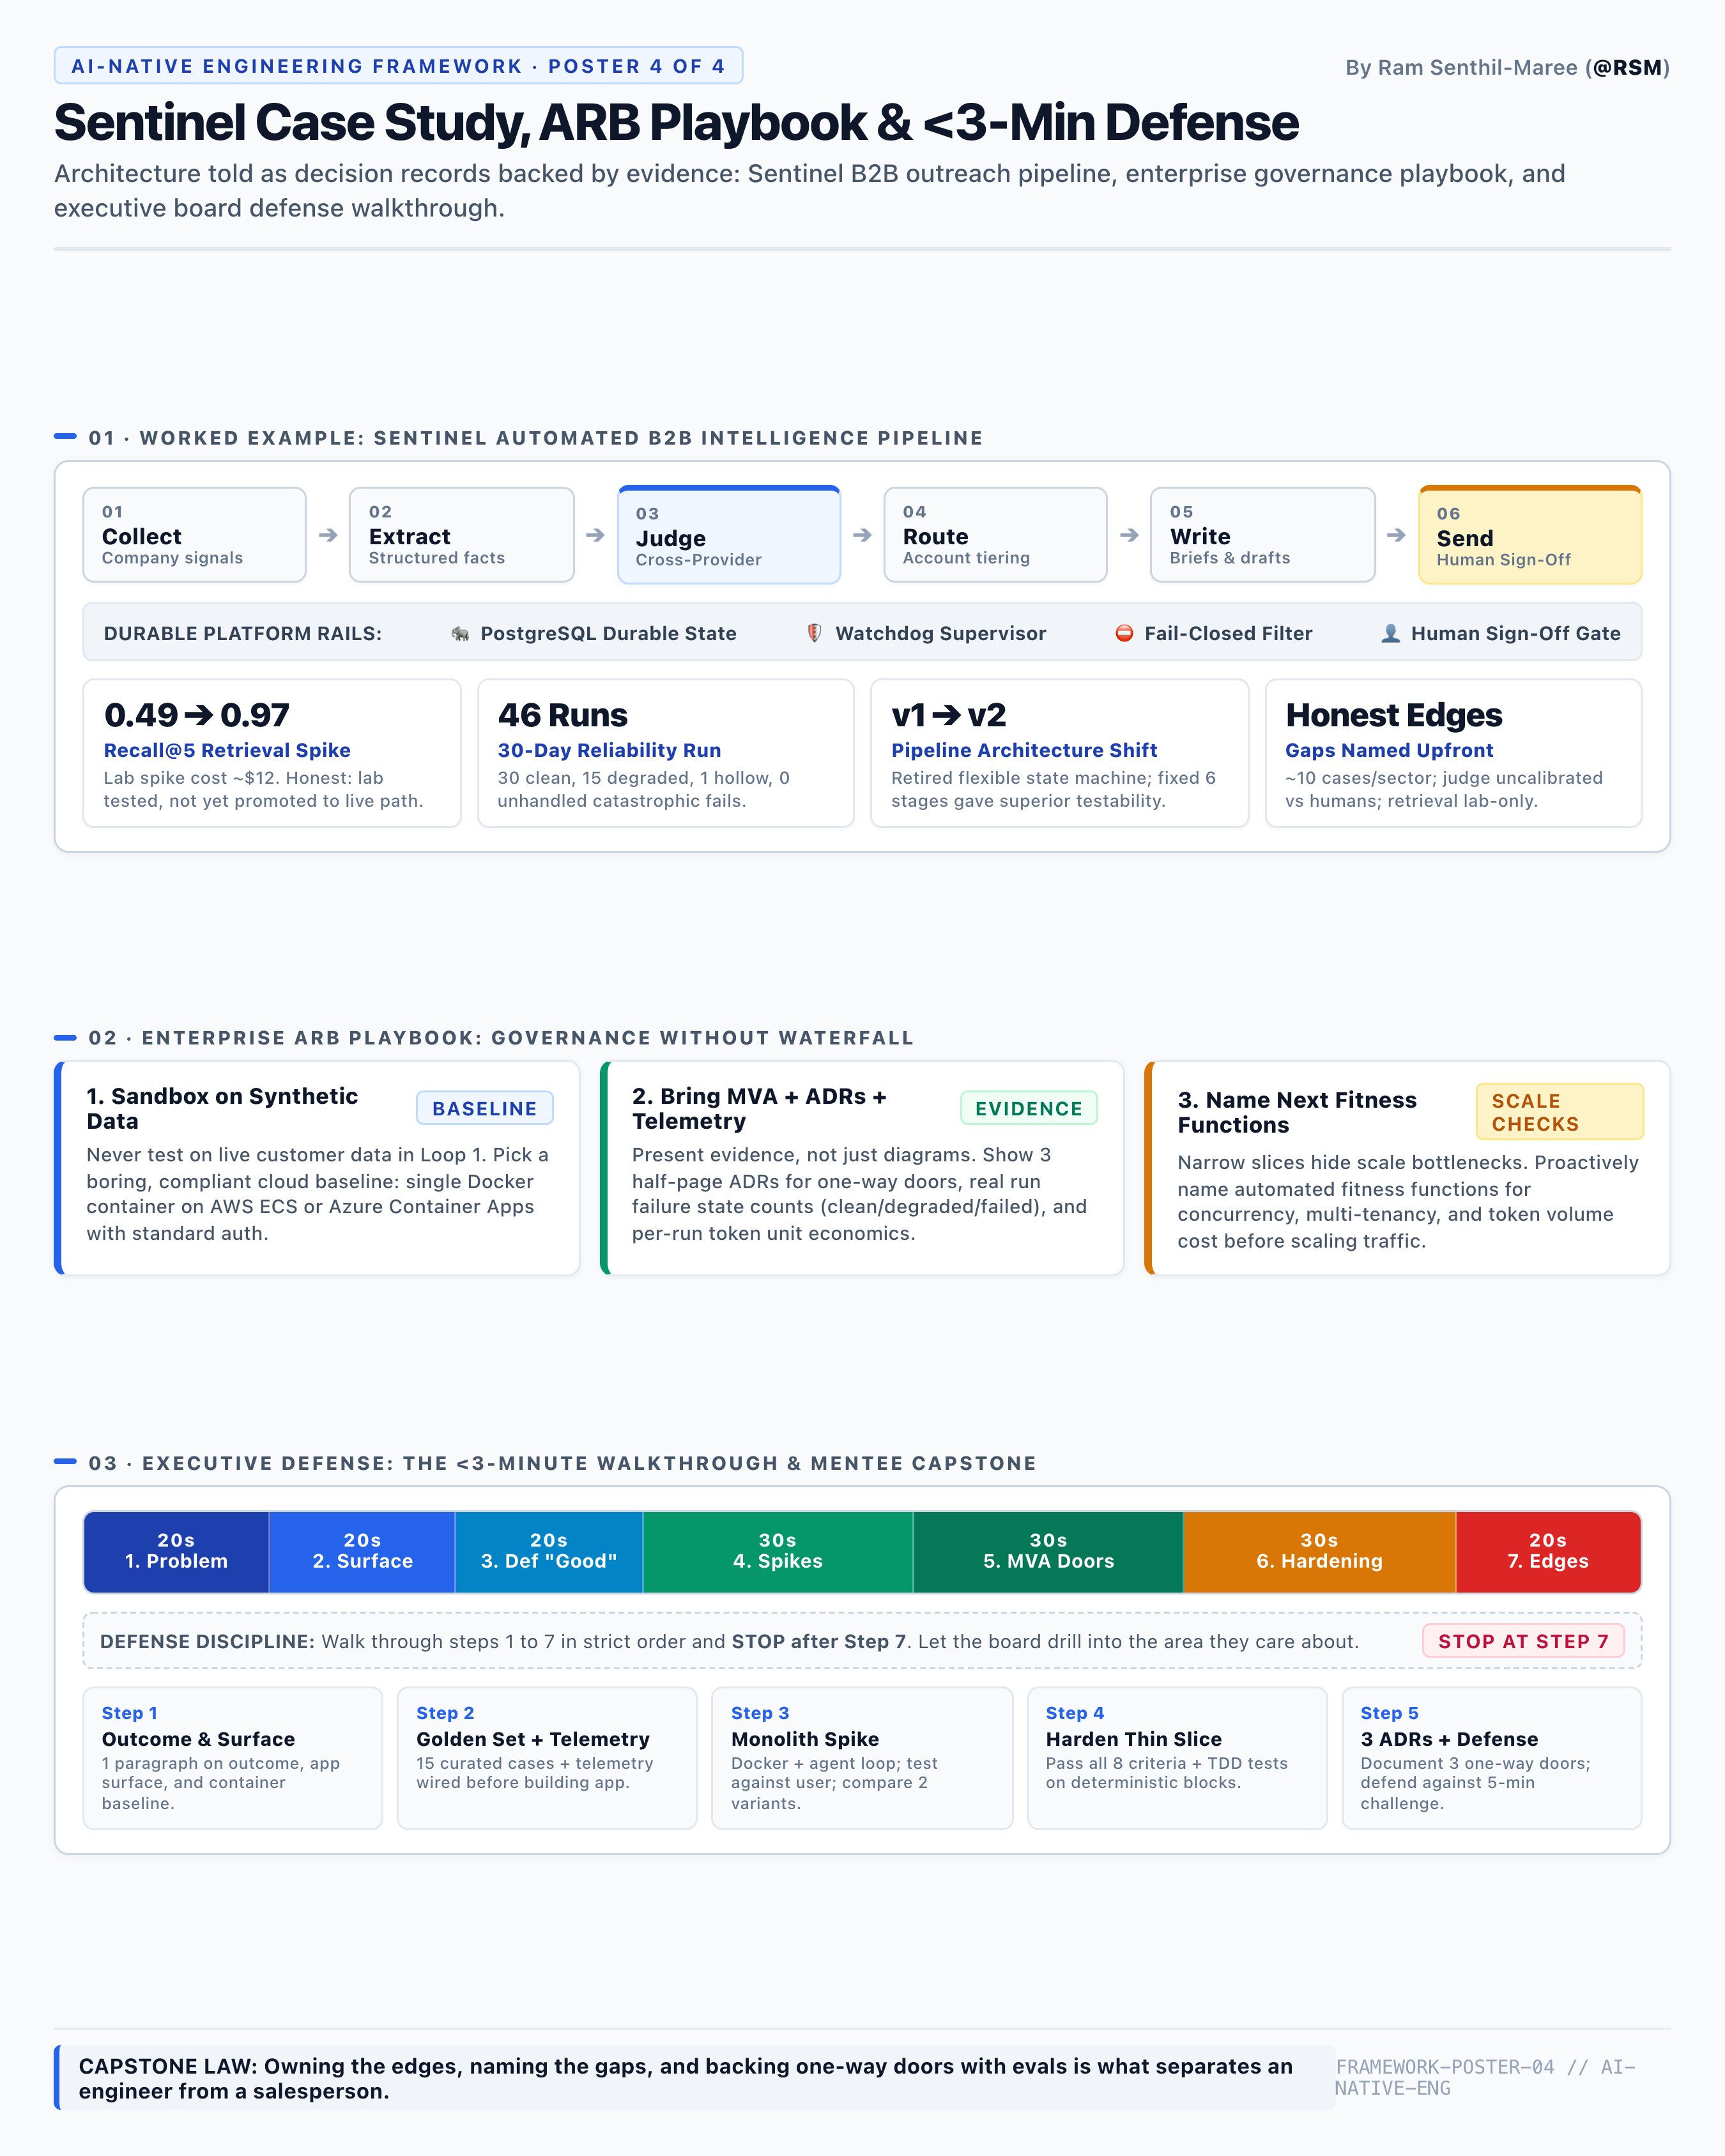 AI-NATIVE ENGINEERING FRAMEWORK · POSTER 4 OF 4
By Ram Senthil-Maree (@RSM)
Sentinel Case Study, ARB Playbook & <3-Min Defense
Architecture told as decision records backed by evidence: Sentinel B2B outreach pipeline, enterprise governance playbook, and
executive board defense walkthrough.
01 · WORKED EXAMPLE: SENTINEL AUTOMATED B2B INTELLIGENCE PIPELINE
01
Collect
Company signals
➔
02
Extract
Structured facts
➔
03
Judge
Cross-Provider
➔
04
Route
Account tiering
➔
05
Write
Briefs & drafts
➔
06
Send
Human Sign-Off
DURABLE PLATFORM RAILS: 🐘 PostgreSQL Durable State 🛡️ Watchdog Supervisor ⛔ Fail-Closed Filter 👤 Human Sign-Off Gate
0.49 ➔ 0.97
Recall@5 Retrieval Spike
Lab spike cost ~$12. Honest: lab
tested, not yet promoted to live path.
46 Runs
30-Day Reliability Run
30 clean, 15 degraded, 1 hollow, 0
unhandled catastrophic fails.
v1 ➔ v2
Pipeline Architecture Shift
Retired flexible state machine; fixed 6
stages gave superior testability.
Honest Edges
Gaps Named Upfront
~10 cases/sector; judge uncalibrated
vs humans; retrieval lab-only.
02 · ENTERPRISE ARB PLAYBOOK: GOVERNANCE WITHOUT WATERFALL
1. Sandbox on Synthetic
Data
BASELINE
Never test on live customer data in Loop 1. Pick a
boring, compliant cloud baseline: single Docker
container on AWS ECS or Azure Container Apps
with standard auth.
2. Bring MVA + ADRs +
Telemetry
EVIDENCE
Present evidence, not just diagrams. Show 3
half-page ADRs for one-way doors, real run
failure state counts (clean/degraded/failed), and
per-run token unit economics.
3. Name Next Fitness
Functions
SCALE
CHECKS
Narrow slices hide scale bottlenecks. Proactively
name automated fitness functions for
concurrency, multi-tenancy, and token volume
cost before scaling traffic.
03 · EXECUTIVE DEFENSE: THE <3-MINUTE WALKTHROUGH & MENTEE CAPSTONE
20s
1. Problem
20s
2. Surface
20s
3. Def "Good"
30s
4. Spikes
30s
5. MVA Doors
30s
6. Hardening
20s
7. Edges
DEFENSE DISCIPLINE: Walk through steps 1 to 7 in strict order and STOP after Step 7. Let the board drill into the area they care about.
STOP AT STEP 7
Step 1
Outcome & Surface
1 paragraph on outcome, app
surface, and container
baseline.
Step 2
Golden Set + Telemetry
15 curated cases + telemetry
wired before building app.
Step 3
Monolith Spike
Docker + agent loop; test
against user; compare 2
variants.
Step 4
Harden Thin Slice
Pass all 8 criteria + TDD tests
on deterministic blocks.
Step 5
3 ADRs + Defense
Document 3 one-way doors;
defend against 5-min
challenge.
CAPSTONE LAW: Owning the edges, naming the gaps, and backing one-way doors with evals is what separates an
engineer from a salesperson.
FRAMEWORK-POSTER-04 // AI-
NATIVE-ENG